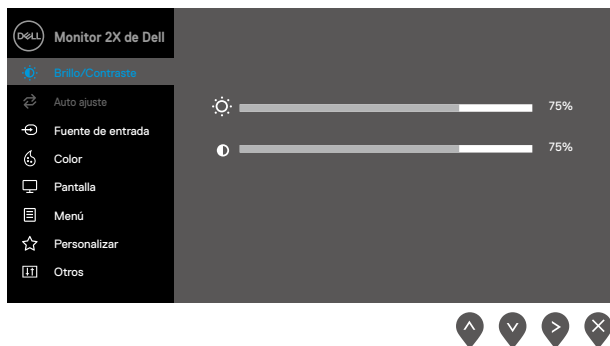 DELL
Monitor 2X de Dell
Brillo/Contraste
Auto ajuste
Fuente de entrada
Color
Pantalla
Menú
Personalizar
Otros
75%
75%